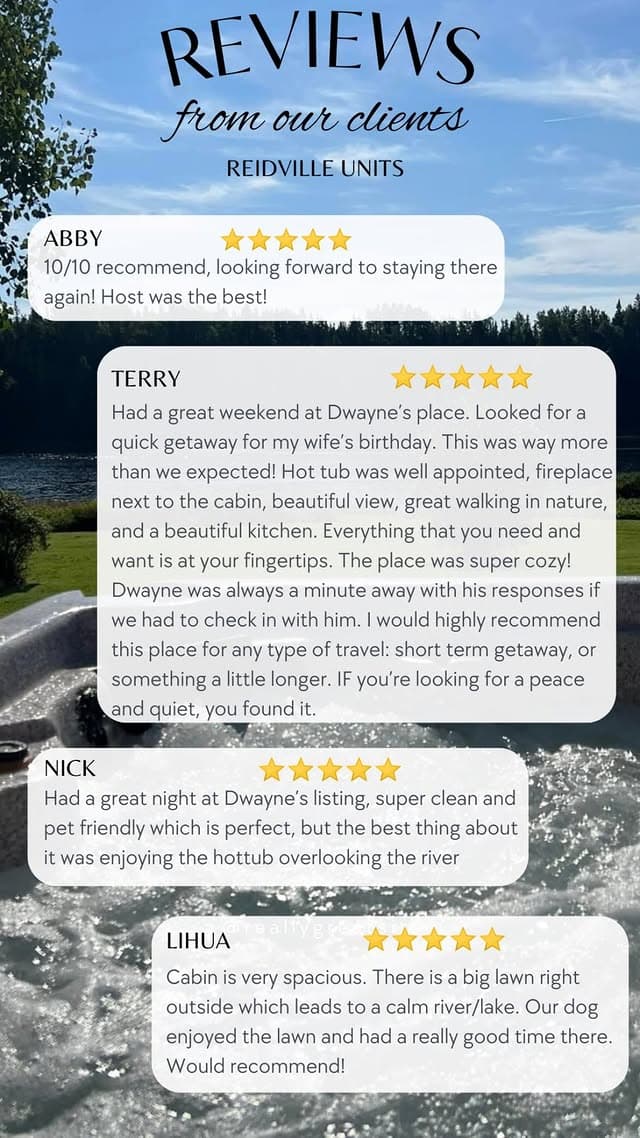 REVIEWS
from our clients
REIDVILLE UNITS
ABBY
10/10 recommend, looking forward to staying there
again! Host was the best!
TERRY
Had a great weekend at Dwayne's place. Looked for a
quick getaway for my wife's birthday. This was way more
than we expected! Hot tub was well appointed, fireplace
next to the cabin, beautiful view, great walking in nature,
and a beautiful kitchen. Everything that you need and
want is at your fingertips. The place was super cozy!
Dwayne was always a minute away with his responses if
we had to check in with him. I would highly recommend
this place for any type of travel: short term getaway, or
something a little longer. IF you're looking for a peace
and quiet, you found it.
NICK
Had a great night at Dwayne's listing, super clean and
pet friendly which is perfect, but the best thing about
it was enjoying the hottub overlooking the river
LIHUA
Cabin is very spacious. There is a big lawn right
outside which leads to a calm river/lake. Our dog
enjoyed the lawn and had a really good time there.
Would recommend!